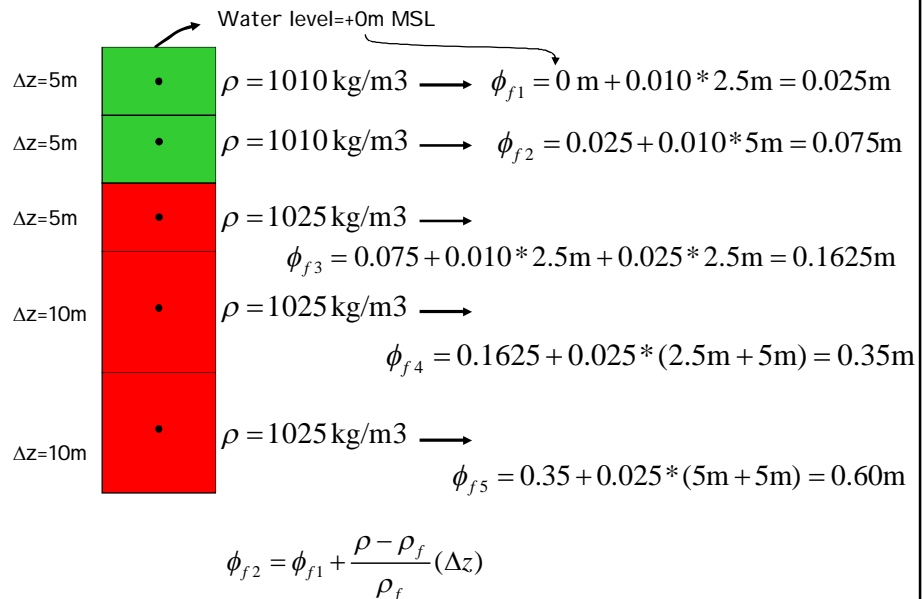 Water level=+0m MSL
Δz=5m ρ = 1010 kg/m3 ϕf1 = 0 m + 0.010*2.5m = 0.025m
Δz=5m ρ = 1010 kg/m3 ϕf2 = 0.025 + 0.010*5m = 0.075m
Δz=5m ρ = 1025 kg/m3
ϕf3 = 0.075 + 0.010*2.5m + 0.025*2.5m = 0.1625m
Δz=10m ρ = 1025 kg/m3
ϕf4 = 0.1625 + 0.025*(2.5m + 5m) = 0.35m
Δz=10m ρ = 1025 kg/m3
ϕf5 = 0.35 + 0.025*(5m + 5m) = 0.60m
ϕf2 = ϕf1 + (ρ − ρf)/ρf (Δz)